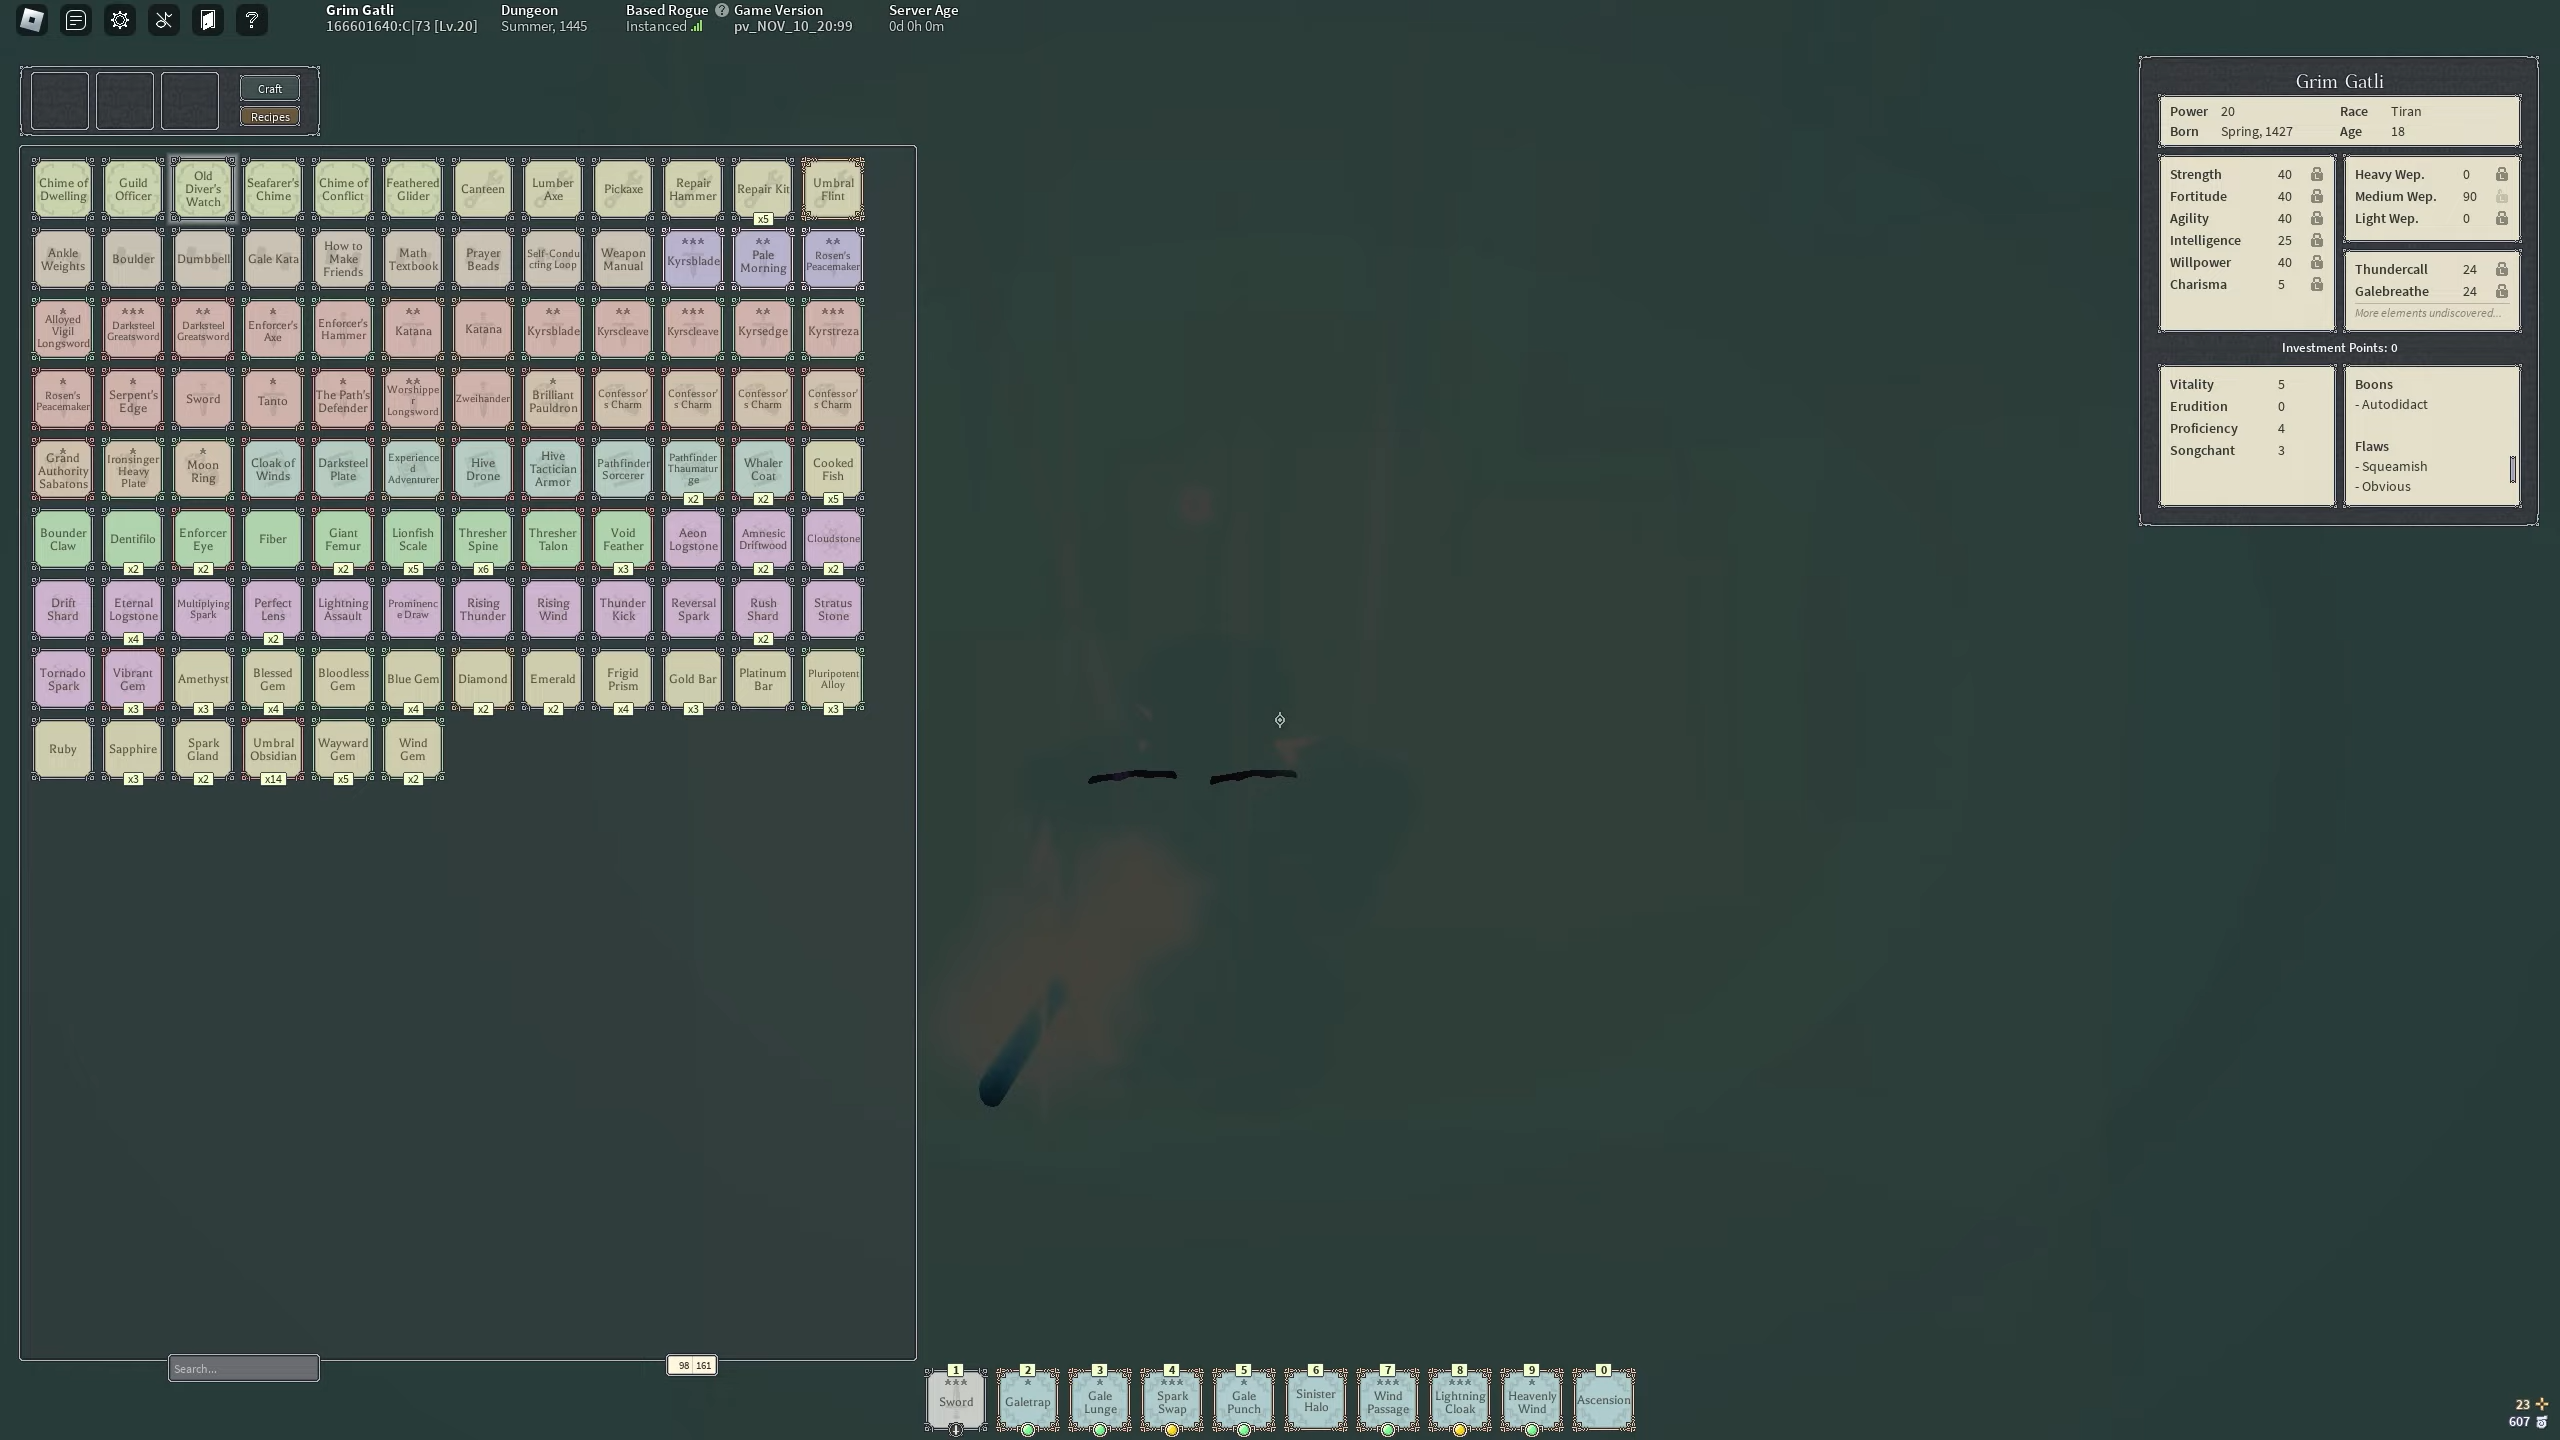 Grim Gatli
166601640:C|73 [Lv.20]
Dungeon
Summer, 1445
Based Rogue
Instanced
Game Version
pv_NOV_10_20:99
Server Age
0d 0h 0m
Craft
Recipes
Chime of Dwelling
Guild Officer
Old Diver's Watch
Seafarer's Chime
Chime of Conflict
Feathered Glider
Canteen
Lumber Axe
Pickaxe
Repair Hammer
Repair Kit
x5
Umbral Flint
Ankle Weights
Boulder
Dumbbell
Gale Kata
How to Make Friends
Math Textbook
Prayer Beads
Self-Conducting Loop
Weapon Manual
*** Kyrsblade
** Pale Morning
** Rosen's Peacemaker
* Alloyed Vigil Longsword
*** Darksteel Greatsword
** Darksteel Greatsword
* Enforcer's Axe
Enforcer's Hammer
** Katana
Katana
** Kyrsblade
** Kyrscleave
*** Kyrscleave
** Kyrsedge
*** Kyrstreza
* Rosen's Peacemaker
* Serpent's Edge
Sword
* Tanto
* The Path's Defender
** Worshipper Longsword
Zweihander
* Brilliant Pauldron
Confessor's Charm
Confessor's Charm
Confessor's Charm
Confessor's Charm
* Grand Authority Sabatons
* Ironsinger Heavy Plate
* Moon Ring
Cloak of Winds
Darksteel Plate
Experienced Adventurer
Hive Drone
Hive Tactician Armor
Pathfinder Sorcerer
Pathfinder Thaumaturge
x2
Whaler Coat
x2
Cooked Fish
x5
Bounder Claw
Dentifilo
x2
Enforcer Eye
x2
Fiber
Giant Femur
x2
Lionfish Scale
x5
Thresher Spine
x6
Thresher Talon
Void Feather
x3
Aeon Logstone
Amnesic Driftwood
x2
Cloudstone
x2
Drift Shard
Eternal Logstone
x4
Multiplying Spark
Perfect Lens
x2
Lightning Assault
Prominence Draw
Rising Thunder
Rising Wind
Thunder Kick
Reversal Spark
Rush Shard
x2
Stratus Stone
Tornado Spark
Vibrant Gem
x3
Amethyst
x3
Blessed Gem
x4
Bloodless Gem
Blue Gem
x4
Diamond
x2
Emerald
x2
Frigid Prism
x4
Gold Bar
x3
Platinum Bar
Pluripotent Alloy
x3
Ruby
Sapphire
x3
Spark Gland
x2
Umbral Obsidian
x14
Wayward Gem
x5
Wind Gem
x2
Search...
98 161
1 *** Sword
2 * Galetrap
3 * Gale Lunge
4 *** Spark Swap
5 * Gale Punch
6 Sinister Halo
7 *** Wind Passage
8 *** Lightning Cloak
9 * Heavenly Wind
0 Ascension
Grim Gatli
Power 20 Race Tiran
Born Spring, 1427 Age 18
Strength 40
Fortitude 40
Agility 40
Intelligence 25
Willpower 40
Charisma 5
Heavy Wep. 0
Medium Wep. 90
Light Wep. 0
Thundercall 24
Galebreathe 24
More elements undiscovered...
Investment Points: 0
Vitality 5
Erudition 0
Proficiency 4
Songchant 3
Boons
- Autodidact
Flaws
- Squeamish
- Obvious
23
607